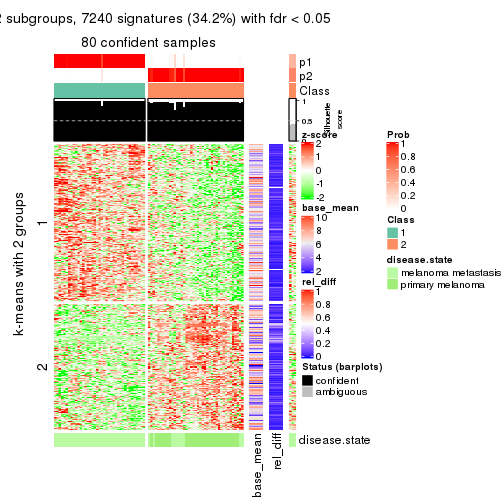 2 subgroups, 7240 signatures (34.2%) with fdr < 0.05
80 confident samples
p1
p2
Class
1
0.5
0
Silhouette
score
k-means with 2 groups
1
2
z-score
2
1
0
-1
-2
base_mean
10
8
6
4
2
rel_diff
1
0.8
0.6
0.4
0.2
0
Status (barplots)
confident
ambiguous
Prob
1
0.8
0.6
0.4
0.2
0
Class
1
2
disease.state
melanoma metastasis
primary melanoma
disease.state
base_mean
rel_diff